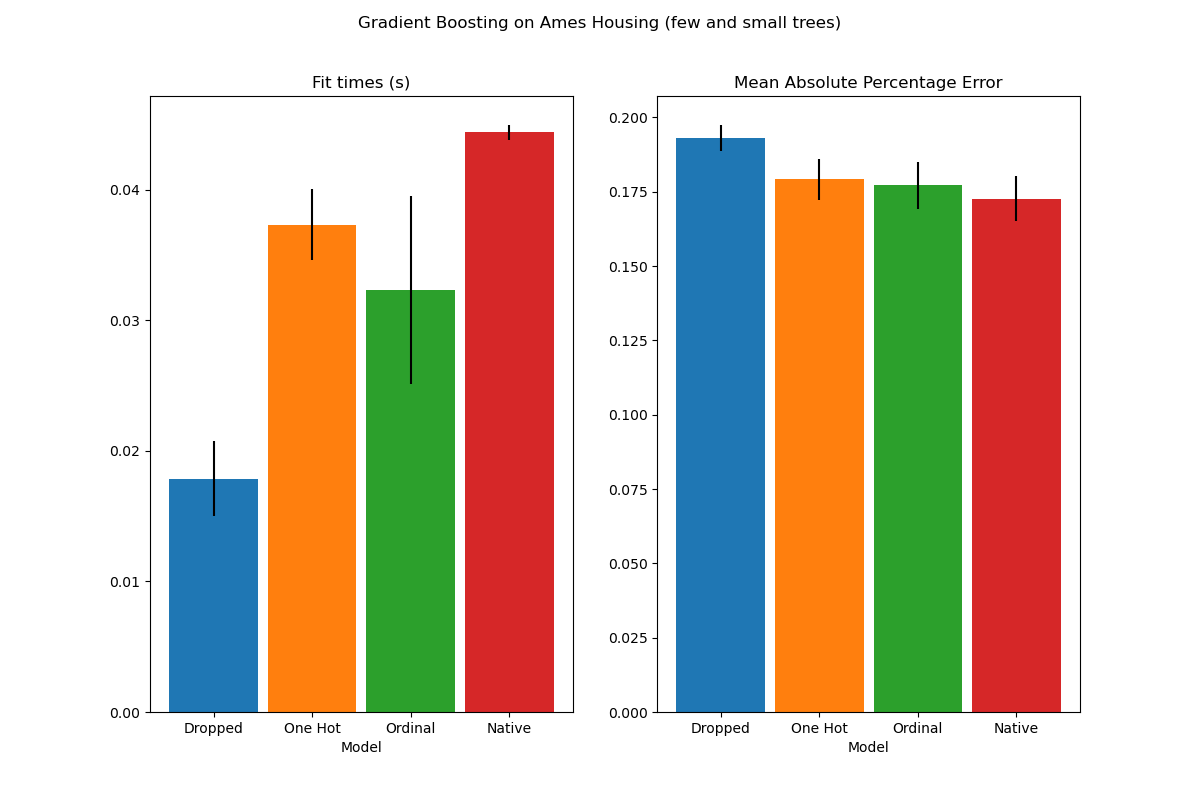 Gradient Boosting on Ames Housing (few and small trees)
Fit times (s)
0.04
0.03
0.02
0.01
0.00
Dropped One Hot Ordinal Native
Model
Mean Absolute Percentage Error
0.200
0.175
0.150
0.125
0.100
0.075
0.050
0.025
0.000
Dropped One Hot Ordinal Native
Model